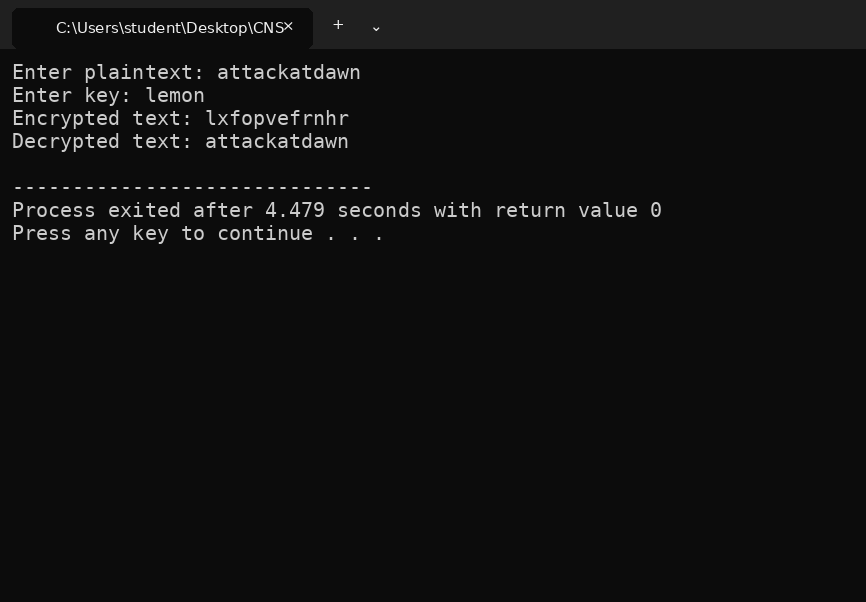 C:\Users\student\Desktop\CNS
Enter plaintext: attackatdawn
Enter key: lemon
Encrypted text: lxfopvefrnhr
Decrypted text: attackatdawn
------------------------------
Process exited after 4.479 seconds with return value 0
Press any key to continue . . .